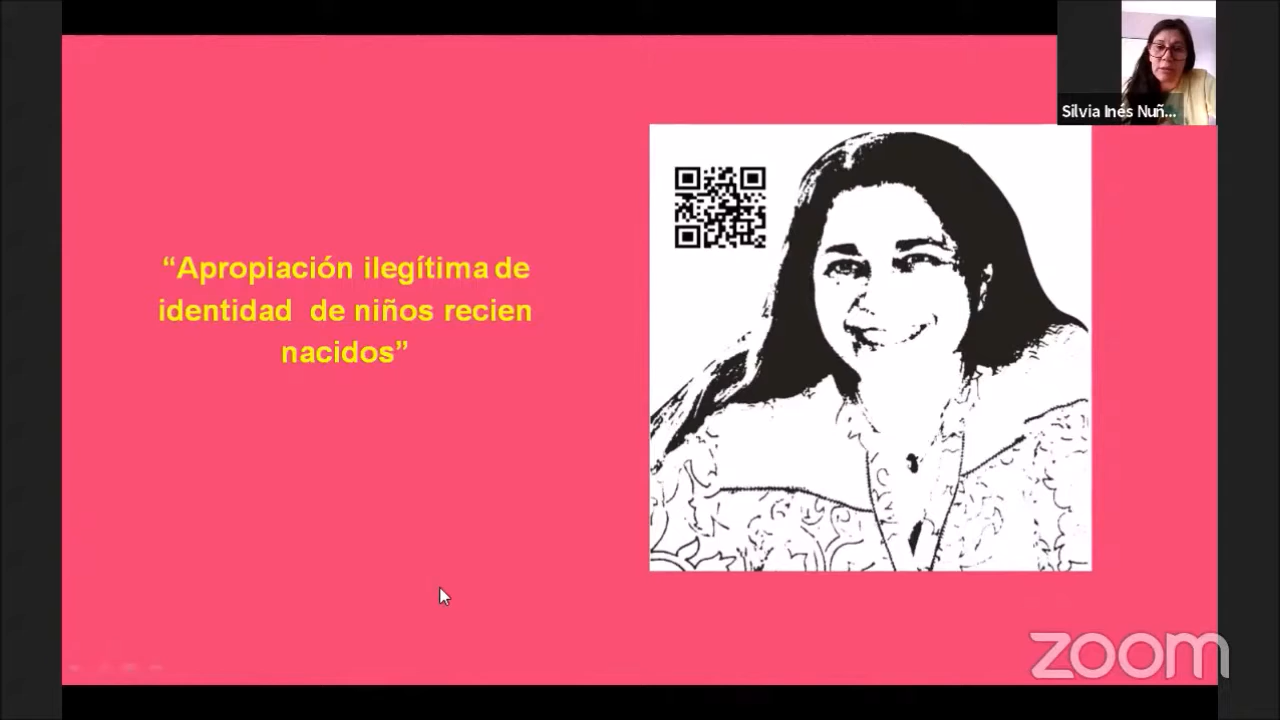 Silvia Inés Nuñ...
“Apropiación ilegítima de
identidad de niños recien
nacidos”
zoom